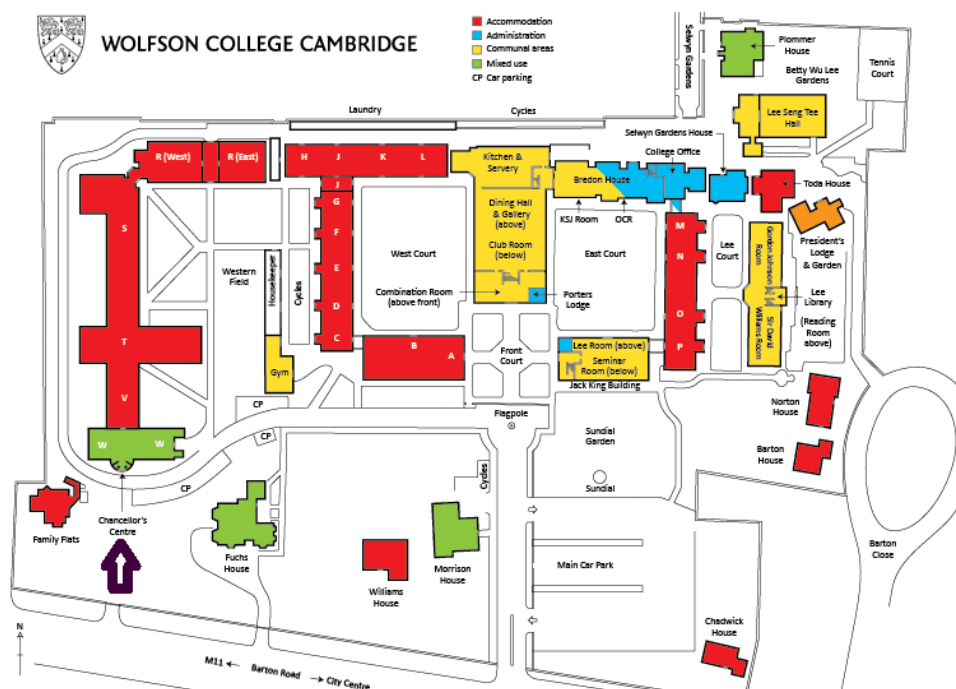 WOLFSON COLLEGE CAMBRIDGE
Accommodation
Administration
Communal areas
Mixed use
CP Car parking
Selwyn Gardens
Plommer
House
Betty Wu Lee
Gardens
Tennis
Court
Laundry
Cycles
Lee Seng Tee
Hall
Selwyn Gardens House
College Office
R (West)
R (East)
H
J
K
L
Kitchen &
Servery
Bredon House
Toda House
J
G
F
E
D
C
KSJ Room
OCR
Dining Hall
& Gallery
(above)
Club Room
(below)
Combination Room
(above front)
Porters
Lodge
S
T
V
W
W
Western
Field
Housekeeper
Cycles
West Court
East Court
M
N
O
P
Lee
Court
Gordon Johnson
Room
Sir David
Williams Room
President's
Lodge
& Garden
Lee
Library
(Reading
Room
above)
Gym
B
A
Front
Court
Lee Room (above)
Seminar
Room (below)
Jack King Building
CP
CP
CP
Flagpole
Norton
House
Barton
House
Sundial
Garden
Sundial
Cycles
Family Flats
Chancellor's
Centre
Fuchs
House
Williams
House
Morrison
House
Main Car Park
Barton
Close
Chadwick
House
N
M11
Barton Road
City Centre